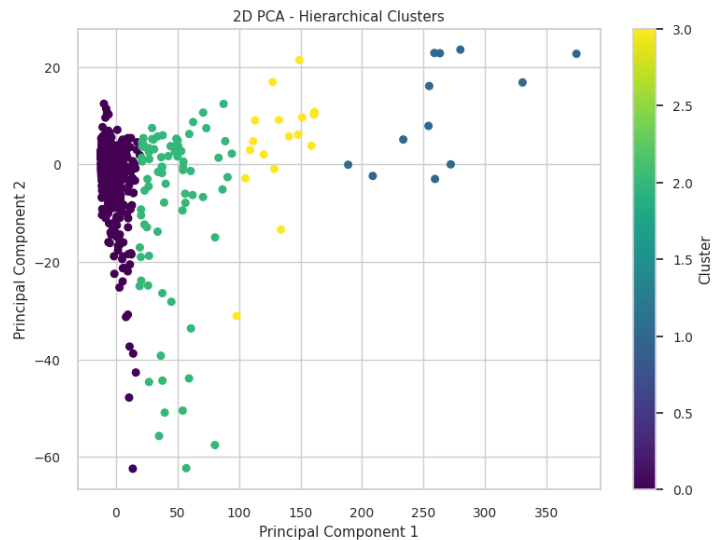 2D PCA - Hierarchical Clusters
20
0
−20
−40
−60
Principal Component 2
0 50 100 150 200 250 300 350
Principal Component 1
3.0
2.5
2.0
1.5
1.0
0.5
0.0
Cluster